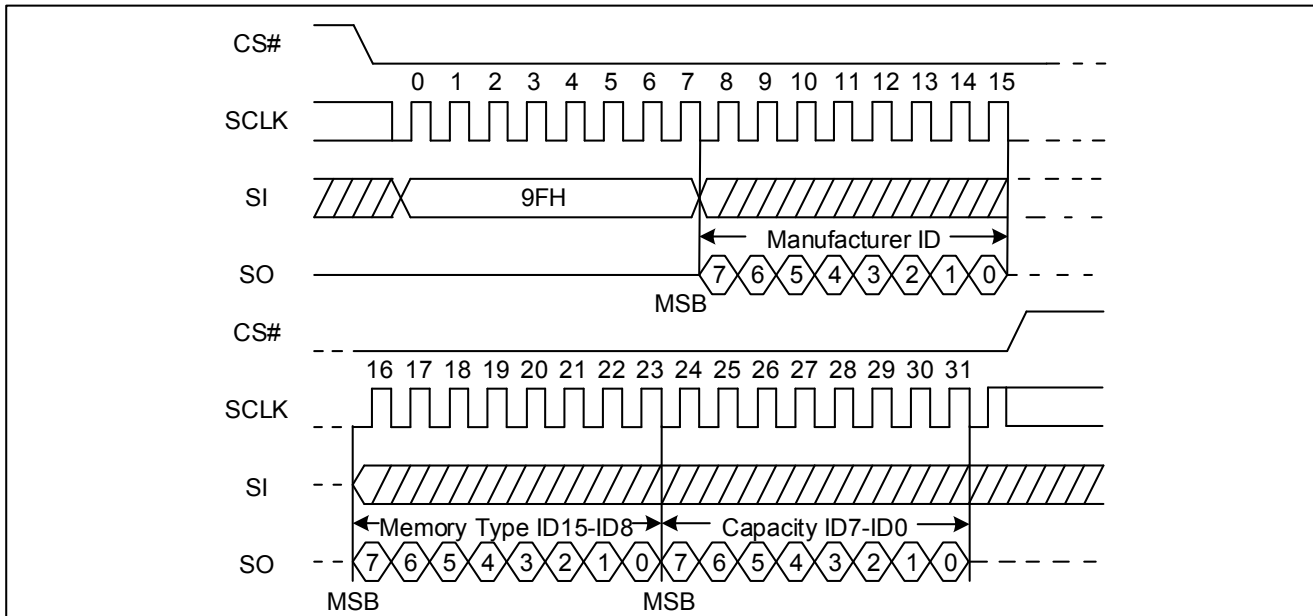 CS#
0 1 2 3 4 5 6 7 8 9 10 11 12 13 14 15
SCLK
SI 9FH
Manufacturer ID
SO 7 6 5 4 3 2 1 0
MSB
CS#
16 17 18 19 20 21 22 23 24 25 26 27 28 29 30 31
SCLK
SI
Memory Type ID15-ID8 Capacity ID7-ID0
SO 7 6 5 4 3 2 1 0 7 6 5 4 3 2 1 0
MSB MSB